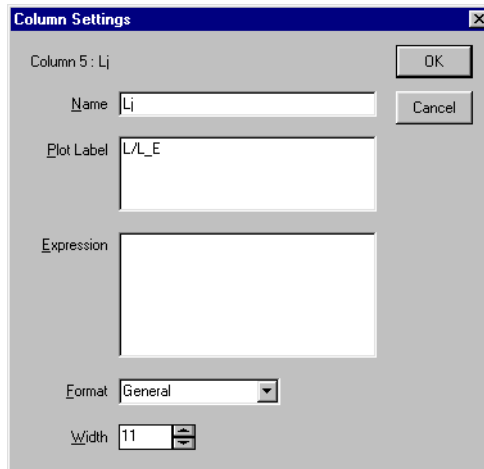 Column Settings
Column 5 : Lj
OK
Name Lj
Cancel
Plot Label L/L_E
Expression
Format General
Width 11